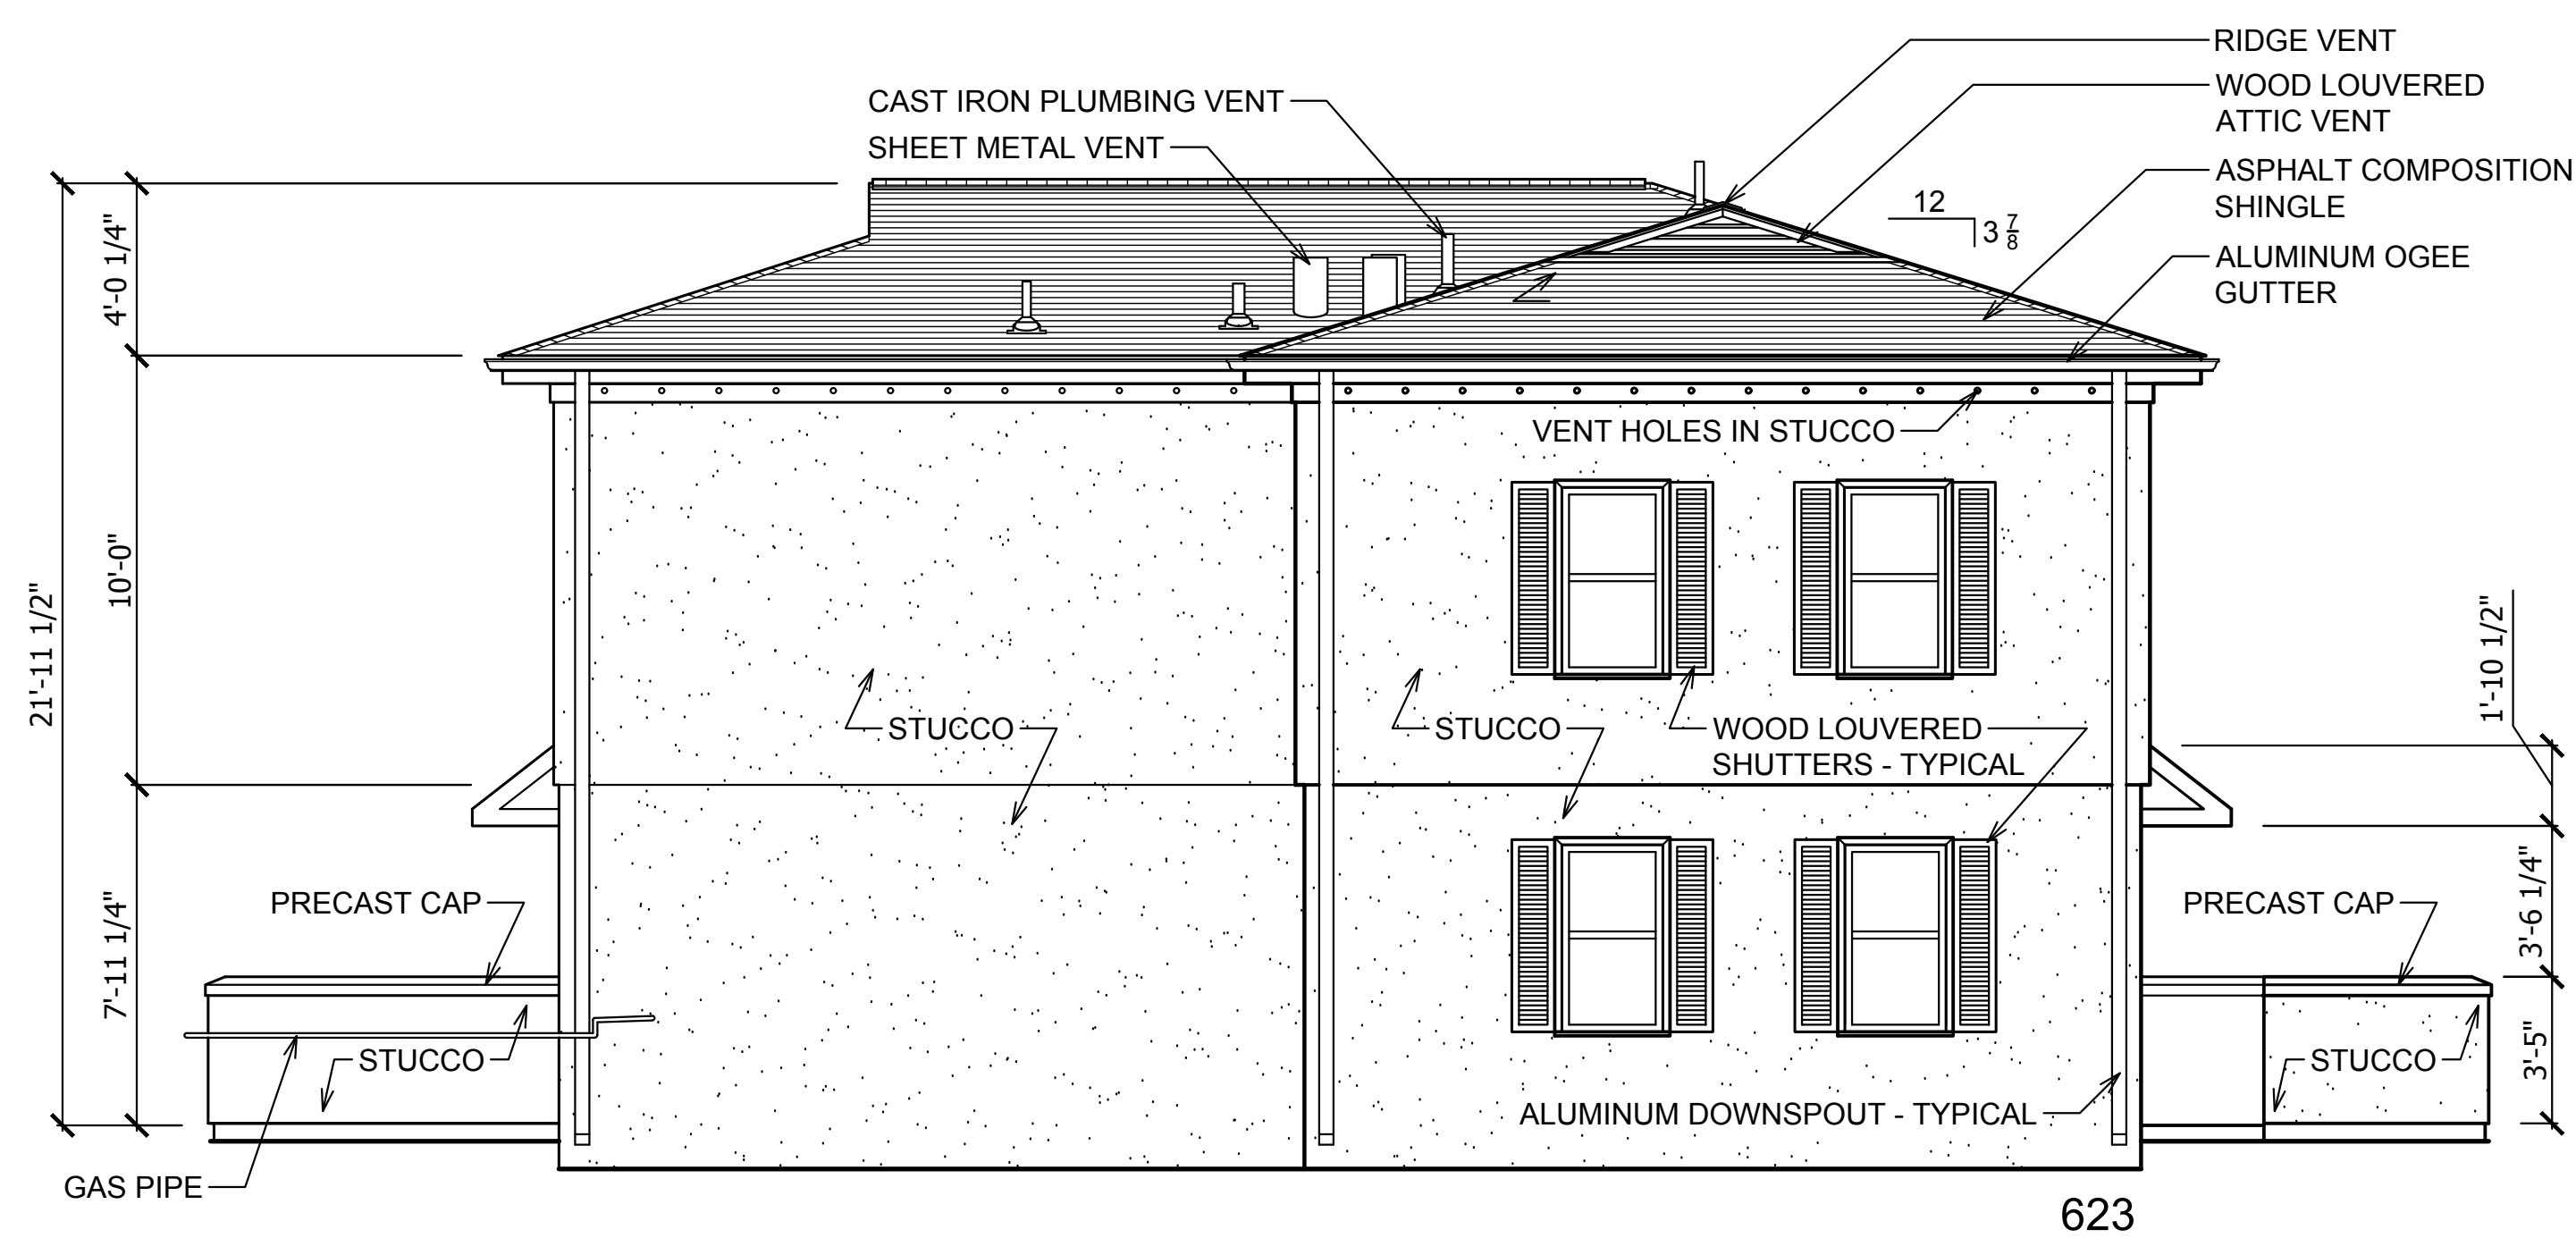 RIDGE VENT
WOOD LOUVERED
ATTIC VENT
CAST IRON PLUMBING VENT
SHEET METAL VENT
ASPHALT COMPOSITION
SHINGLE
12
3 7/8
ALUMINUM OGEE
GUTTER
4'-0 1/4"
10'-0"
21'-11 1/2"
7'-11 1/4"
VENT HOLES IN STUCCO
STUCCO
STUCCO
WOOD LOUVERED
SHUTTERS - TYPICAL
1'-10 1/2"
3'-6 1/4"
3'-5"
PRECAST CAP
PRECAST CAP
STUCCO
STUCCO
ALUMINUM DOWNSPOUT - TYPICAL
GAS PIPE
623